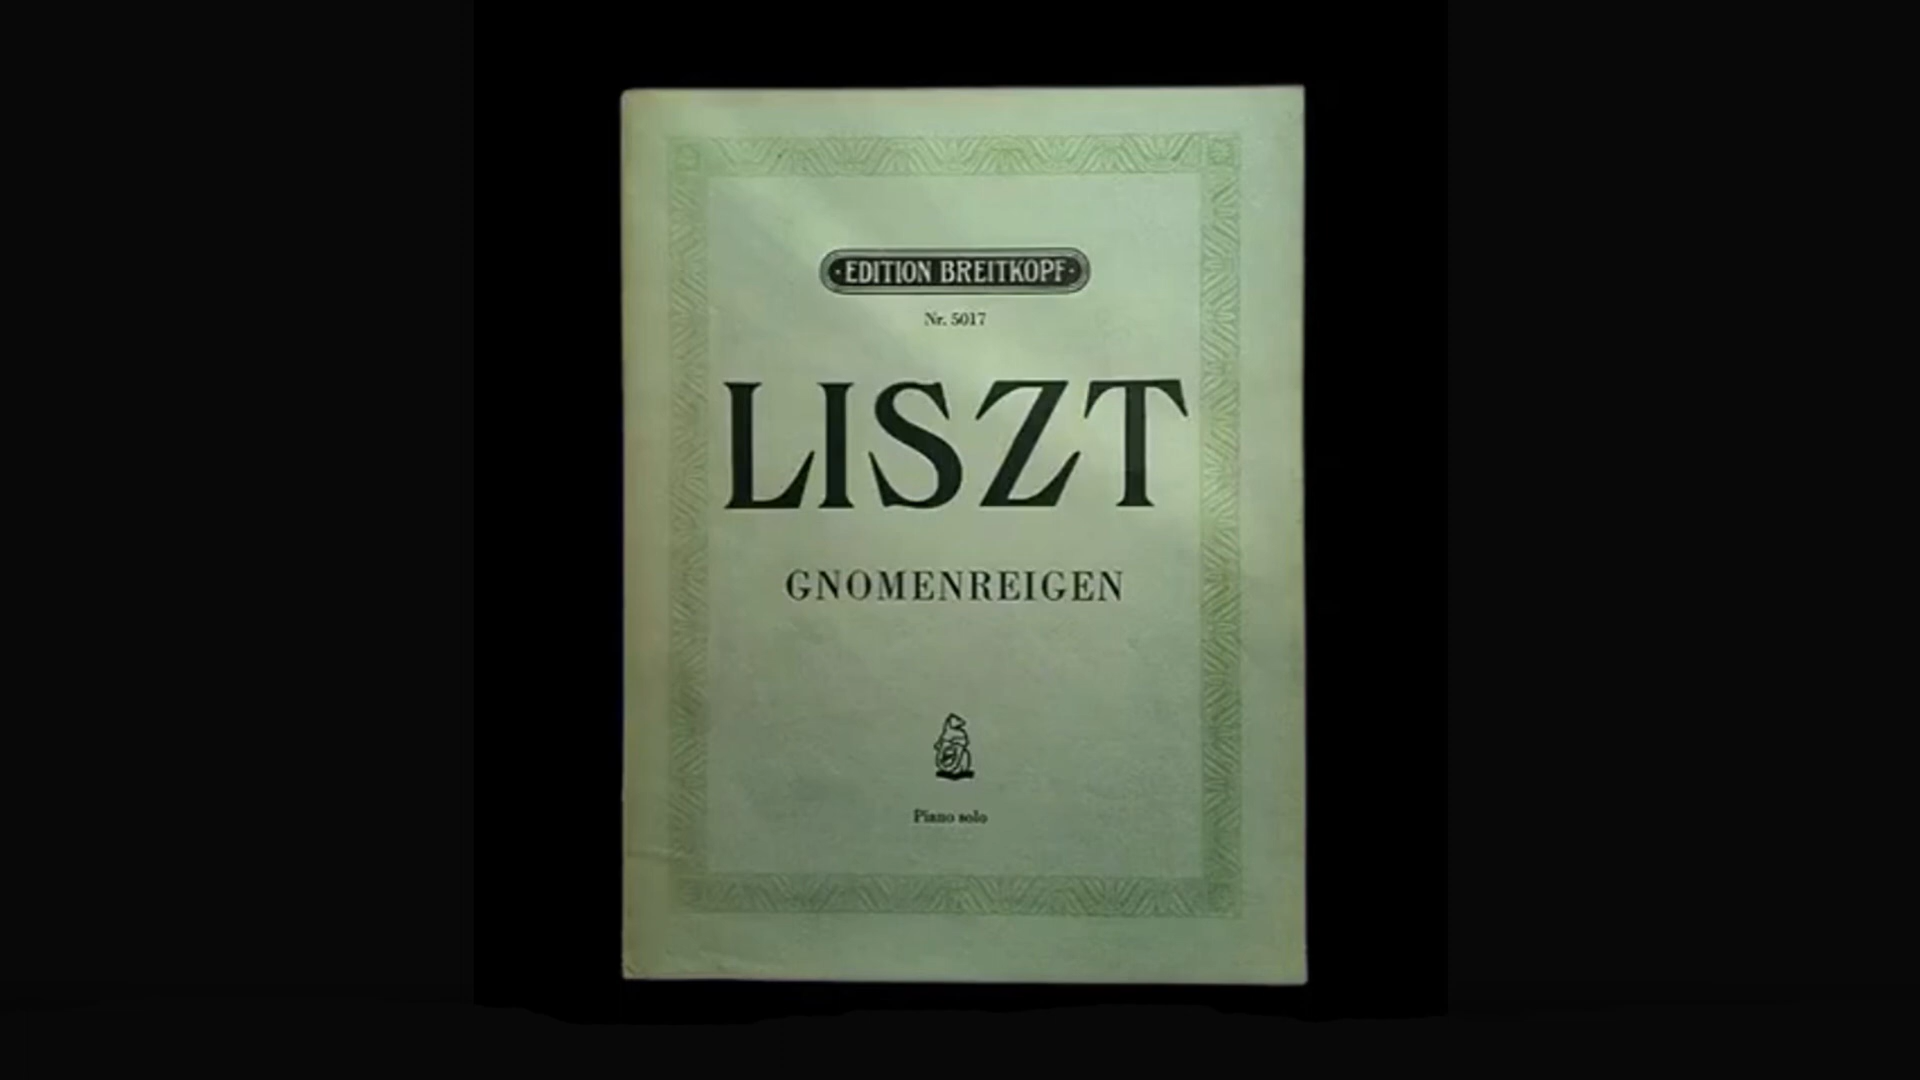 ·EDITION BREITKOPF·
Nr. 5017
LISZT
GNOMENREIGEN
Piano solo